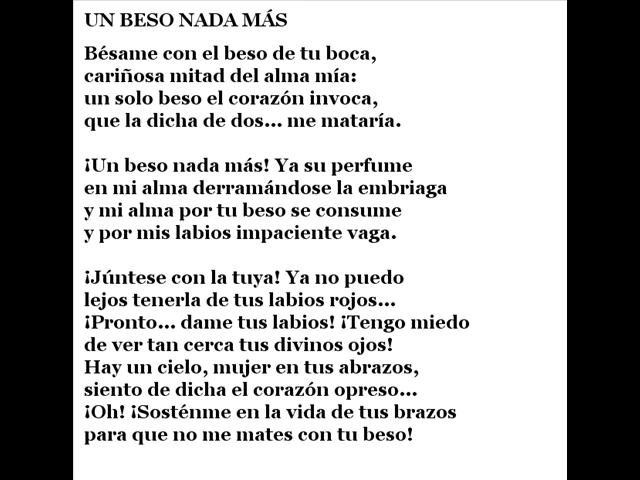 UN BESO NADA MÁS
Bésame con el beso de tu boca,
cariñosa mitad del alma mía:
un solo beso el corazón invoca,
que la dicha de dos... me mataría.
¡Un beso nada más! Ya su perfume
en mi alma derramándose la embriaga
y mi alma por tu beso se consume
y por mis labios impaciente vaga.
¡Júntese con la tuya! Ya no puedo
lejos tenerla de tus labios rojos...
¡Pronto... dame tus labios! ¡Tengo miedo
de ver tan cerca tus divinos ojos!
Hay un cielo, mujer en tus abrazos,
siento de dicha el corazón opreso...
¡Oh! ¡Sosténme en la vida de tus brazos
para que no me mates con tu beso!